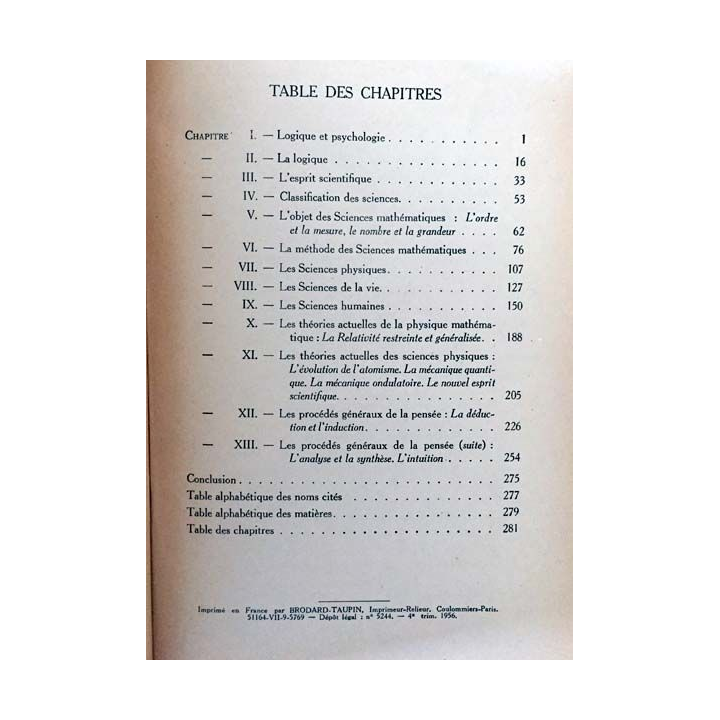 TABLE DES CHAPITRES
CHAPITRE I. — Logique et psychologie . . . . . . . . . . . 1
— II. — La logique . . . . . . . . . . . . . . . . 16
— III. — L'esprit scientifique . . . . . . . . . . . . 33
— IV. — Classification des sciences. . . . . . . . . . 53
— V. — L'objet des Sciences mathématiques : L'ordre
et la mesure, le nombre et la grandeur . . . . 62
— VI. — La méthode des Sciences mathématiques . . . 76
— VII. — Les Sciences physiques. . . . . . . . . . . 107
— VIII. — Les Sciences de la vie. . . . . . . . . . . . 127
— IX. — Les Sciences humaines . . . . . . . . . . . 150
— X. — Les théories actuelles de la physique mathéma-
tique : La Relativité restreinte et généralisée. . 188
— XI. — Les théories actuelles des sciences physiques :
L'évolution de l'atomisme. La mécanique quanti-
que. La mécanique ondulatoire. Le nouvel esprit
scientifique. . . . . . . . . . . . . . . . 205
— XII. — Les procédés généraux de la pensée : La déduc-
tion et l'induction. . . . . . . . . . . . . 226
— XIII. — Les procédés généraux de la pensée (suite) :
L'analyse et la synthèse. L'intuition . . . . . 254
Conclusion . . . . . . . . . . . . . . . . . . . . . . . . . 275
Table alphabétique des noms cités . . . . . . . . . . . . . . 277
Table alphabétique des matières. . . . . . . . . . . . . . . . 279
Table des chapitres . . . . . . . . . . . . . . . . . . . . . 281
Imprimé en France par BRODARD-TAUPIN, Imprimeur-Relieur, Coulommiers-Paris.
51164-VII-9-5769 — Dépôt légal : n° 5244. — 4e trim. 1956.